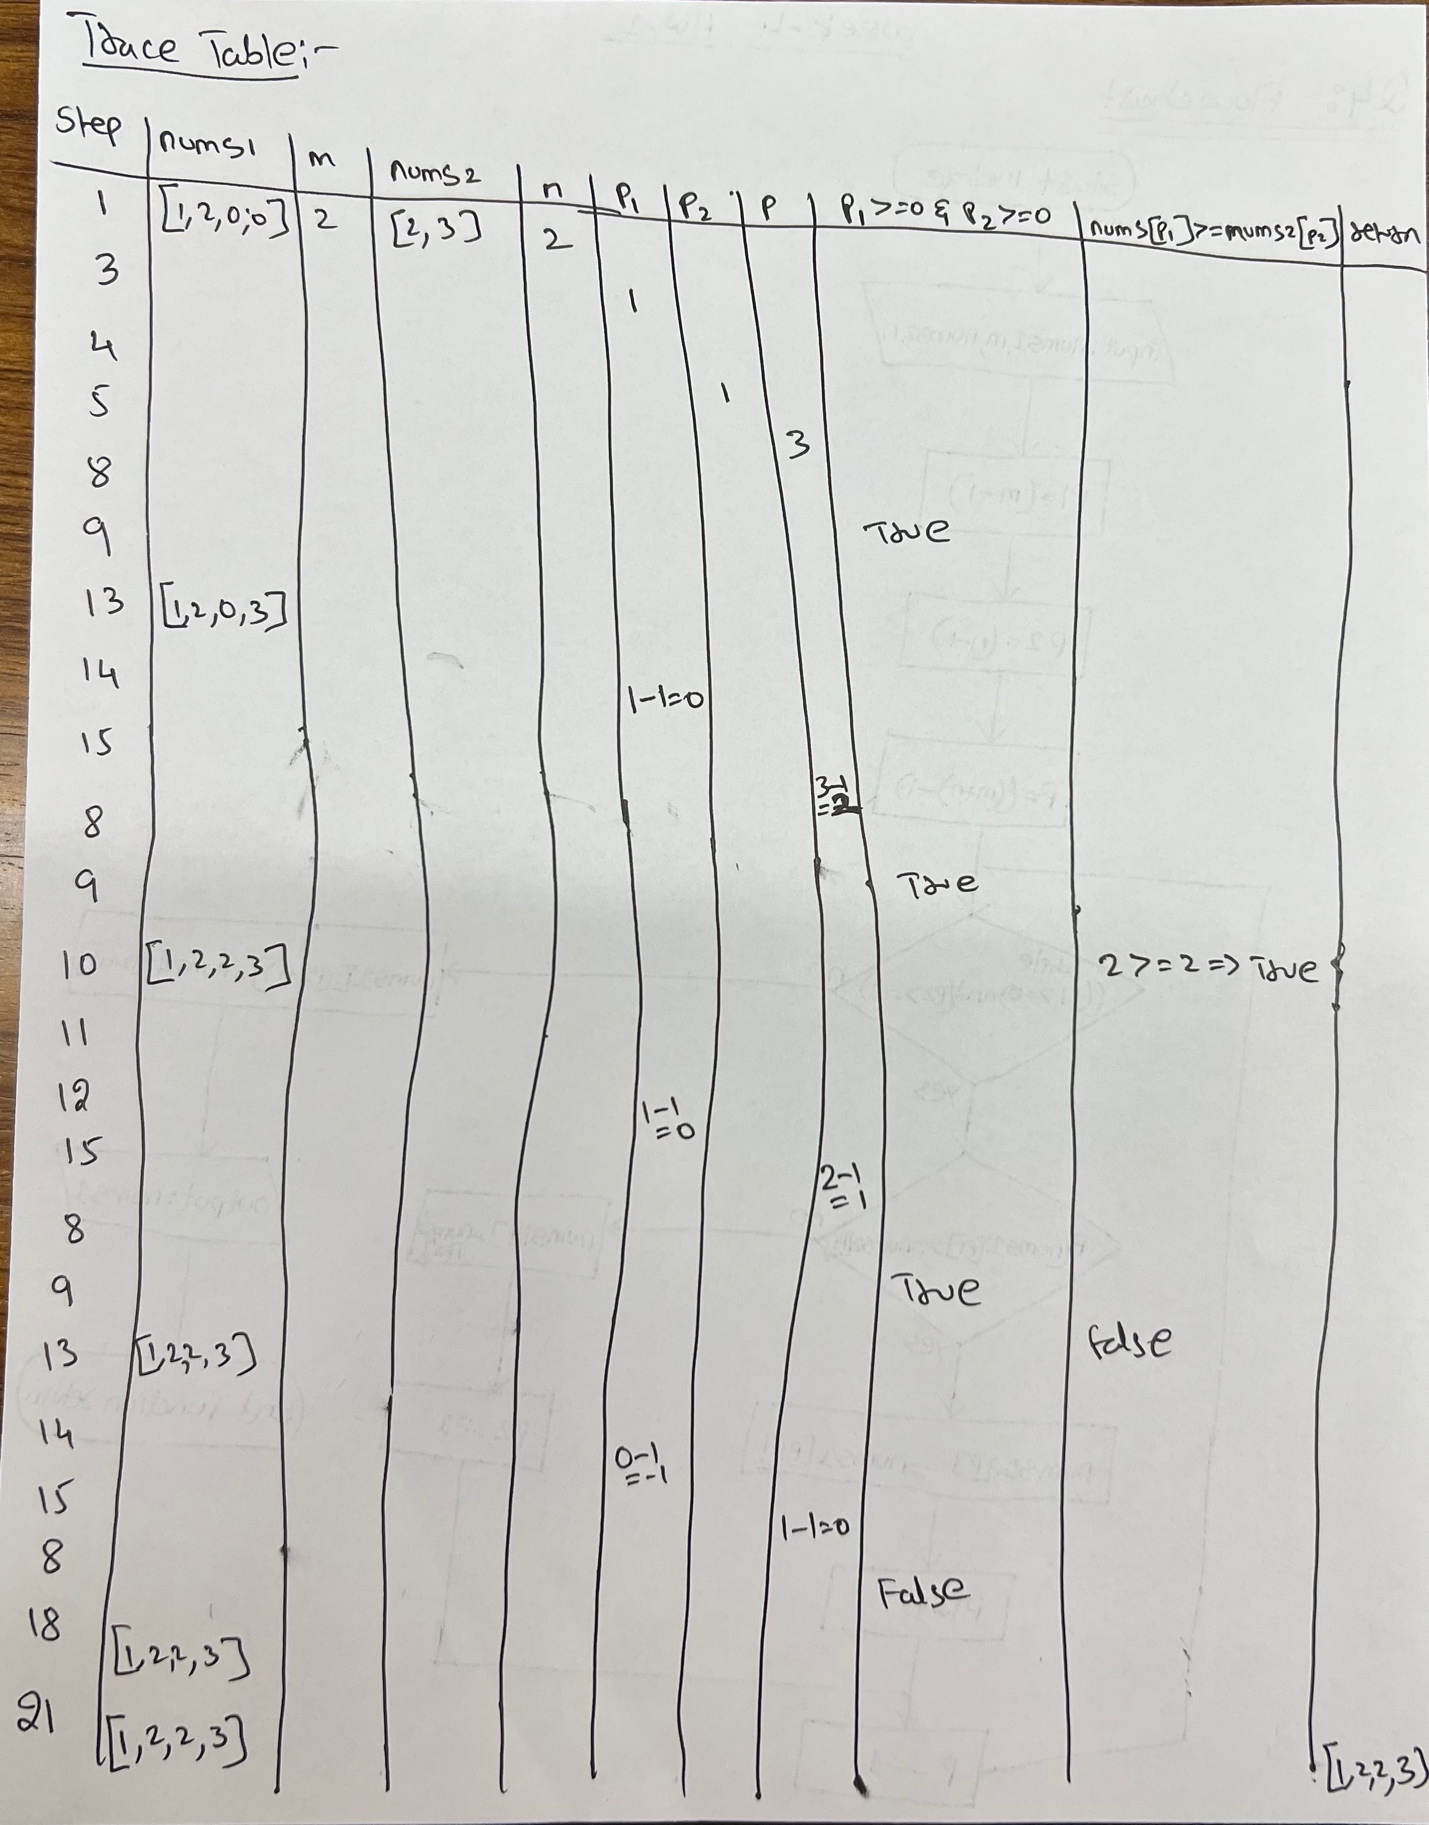 Trace Table:-
Step nums1 m nums2 n P1 P2 P P1 >=0 & P2 >=0 nums[P1]>=nums2[P2] return
1 [1,2,0,0] 2 [2,3] 2
3 1
4
5 1
8 3
9 True
13 [1,2,0,3]
14 1-1=0
15
8 3-1 =2
9 True
10 [1,2,2,3] 2>=2=> True
11
12 1-1 =0
15
8 2-1 =1
9 True
13 [1,2,2,3] False
14
15 0-1 =-1
8 1-1=0
18 [1,2,2,3] False
21 [1,2,2,3] [1,2,2,3]